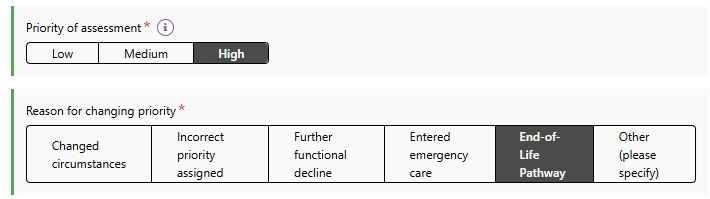 Priority of assessment *
Low Medium High
Reason for changing priority *
Changed
circumstances
Incorrect
priority
assigned
Further
functional
decline
Entered
emergency
care
End-of-
Life
Pathway
Other
(please
specify)